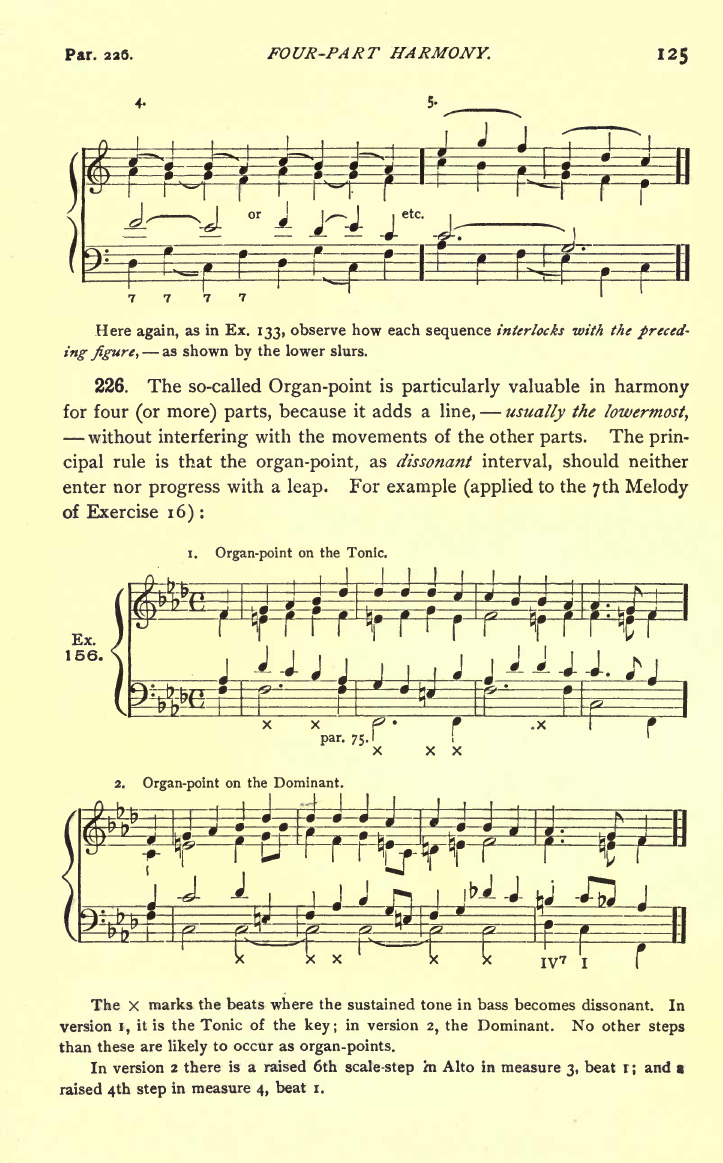 Par. 226. FOUR-PART HARMONY. 125
4. 5.
or etc.
7 7 7 7
Here again, as in Ex. 133, observe how each sequence interlocks with the preced-
ing figure, — as shown by the lower slurs.
226. The so-called Organ-point is particularly valuable in harmony
for four (or more) parts, because it adds a line, — usually the lowermost,
— without interfering with the movements of the other parts. The prin-
cipal rule is that the organ-point, as dissonant interval, should neither
enter nor progress with a leap. For example (applied to the 7th Melody
of Exercise 16):
1. Organ-point on the Tonic.
Ex.
156.
× × .×
par. 75.
× × ×
2. Organ-point on the Dominant.
× × × × × IV7 I
The × marks the beats where the sustained tone in bass becomes dissonant. In
version 1, it is the Tonic of the key; in version 2, the Dominant. No other steps
than these are likely to occur as organ-points.
In version 2 there is a raised 6th scale-step in Alto in measure 3, beat 1; and a
raised 4th step in measure 4, beat 1.